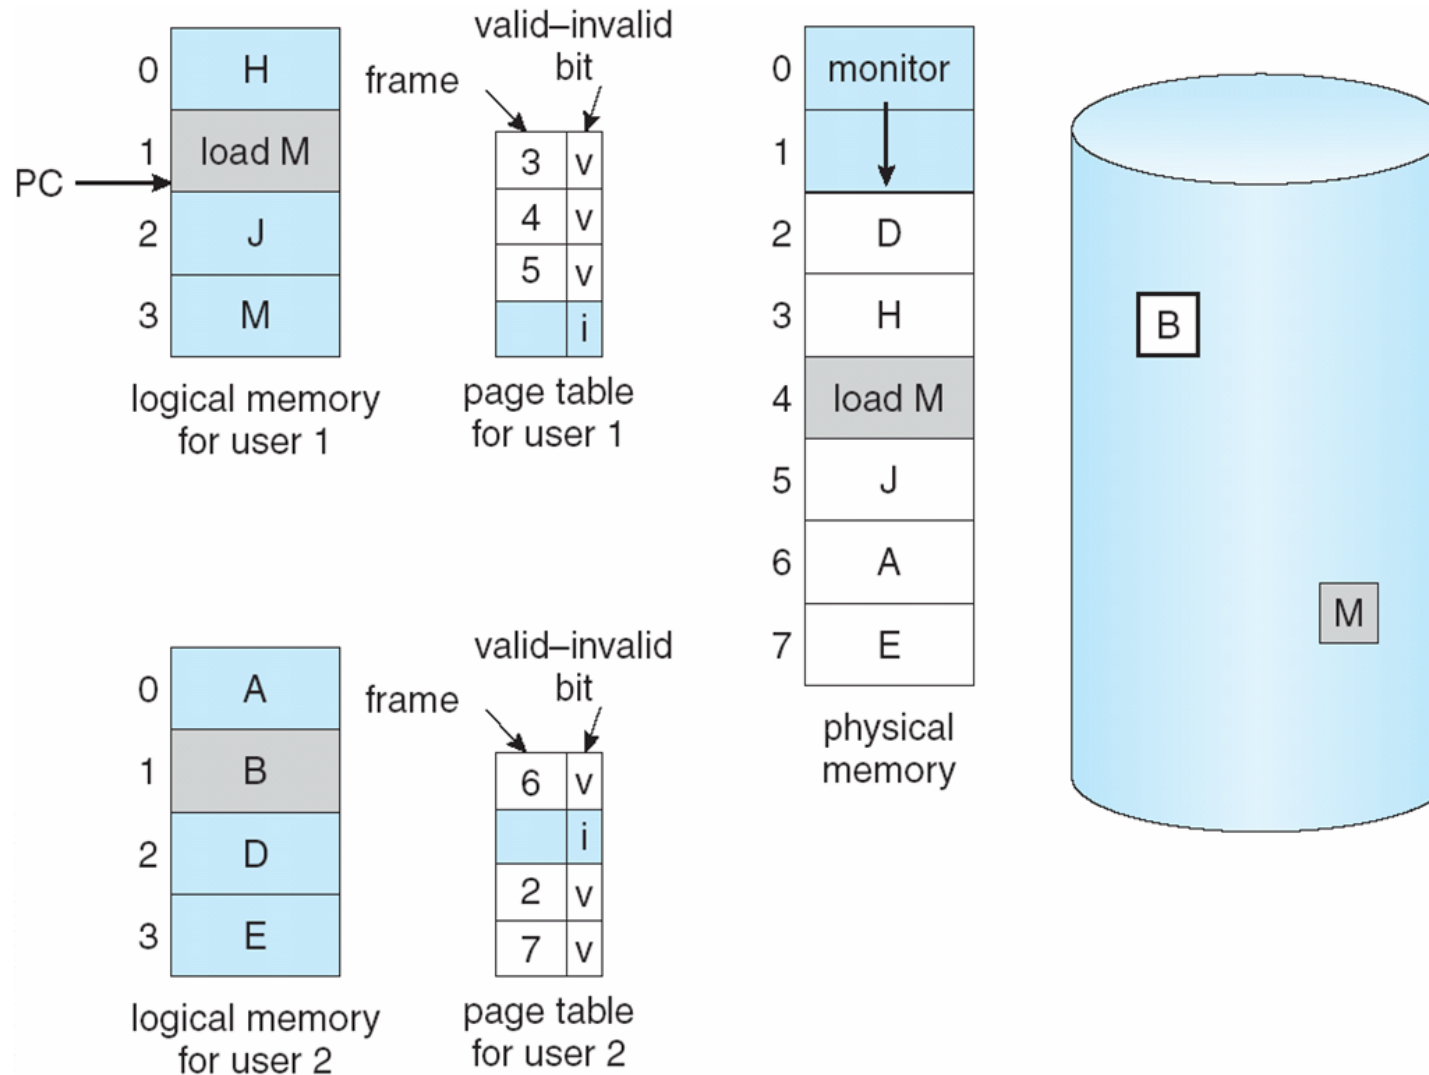 valid–invalid
bit
frame
0 H
1 load M
PC
2 J
3 M
3 v
4 v
5 v
i
logical memory
for user 1
page table
for user 1
0 monitor
1
2 D
3 H
4 load M
5 J
6 A
7 E
physical
memory
B
M
valid–invalid
bit
frame
0 A
1 B
2 D
3 E
6 v
i
2 v
7 v
logical memory
for user 2
page table
for user 2